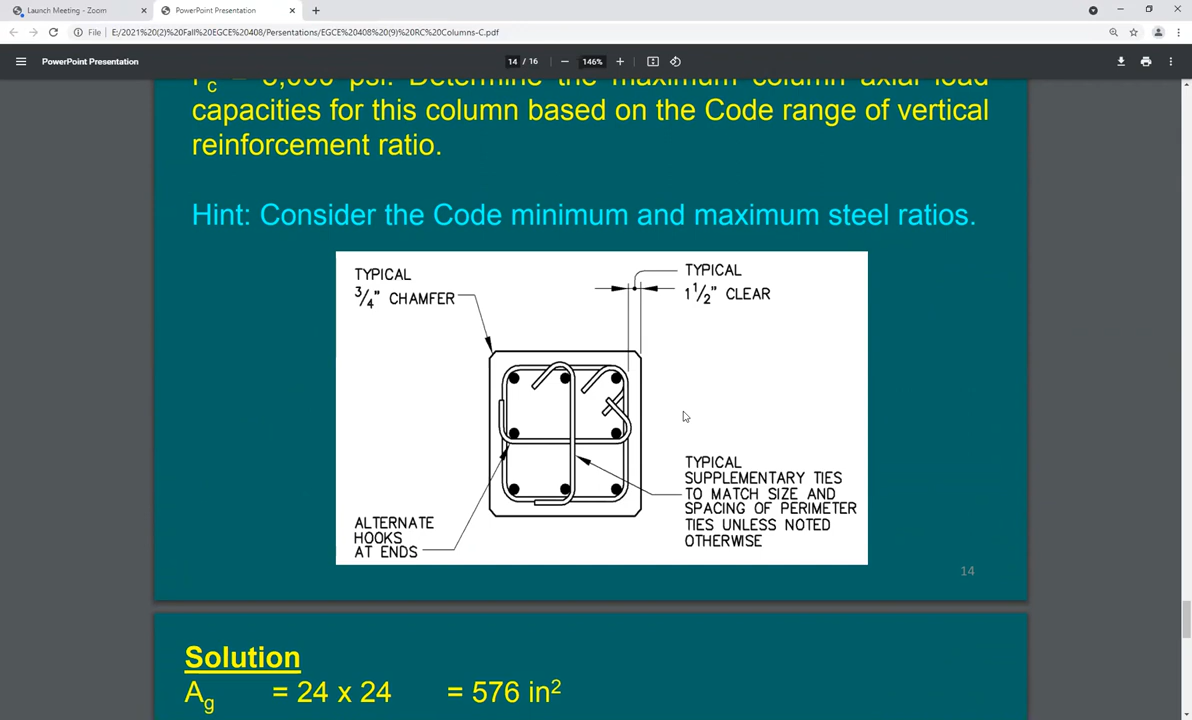 Launch Meeting - Zoom
PowerPoint Presentation
File
E:/2021%20(2)%20Fall%20EGCE%20408/Persentations/EGCE%20408%20(9)%20RC%20Columns-C.pdf
PowerPoint Presentation
14 / 16
146%
capacities for this column based on the Code range of vertical
reinforcement ratio.
Hint: Consider the Code minimum and maximum steel ratios.
TYPICAL
3/4" CHAMFER
TYPICAL
1 1/2" CLEAR
ALTERNATE
HOOKS
AT ENDS
TYPICAL
SUPPLEMENTARY TIES
TO MATCH SIZE AND
SPACING OF PERIMETER
TIES UNLESS NOTED
OTHERWISE
14
Solution
Ag = 24 x 24 = 576 in²